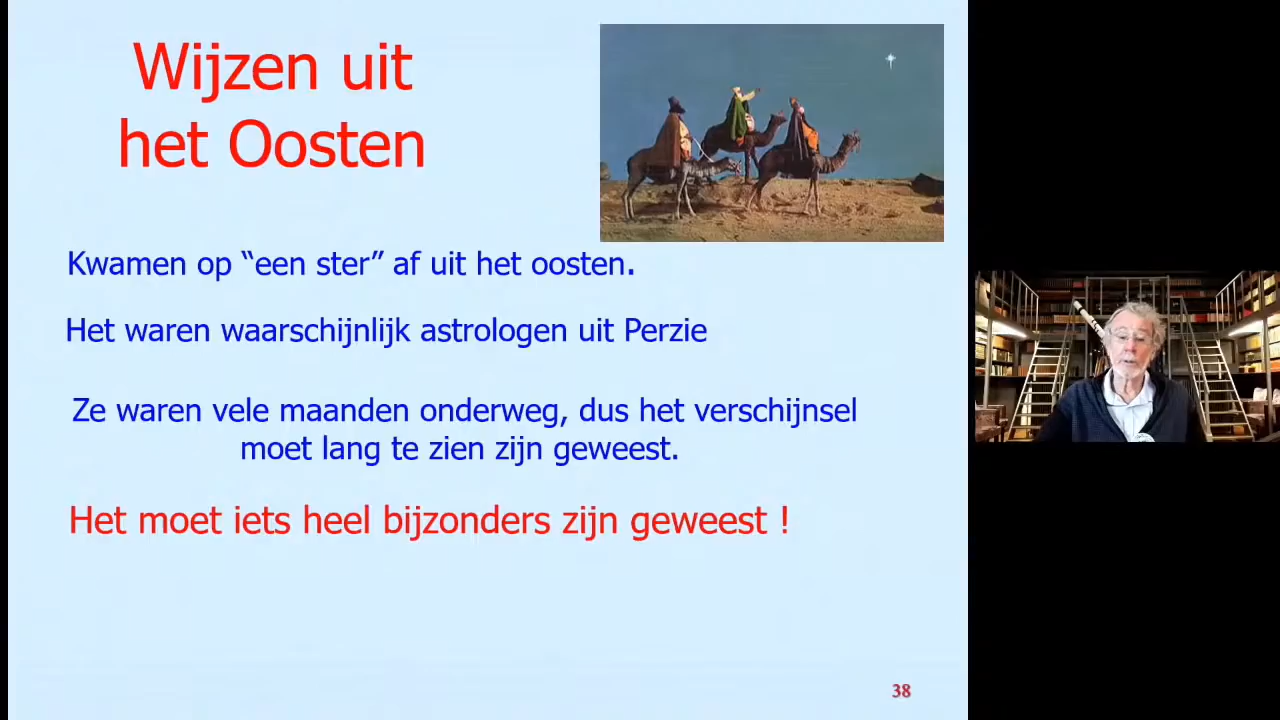 Wijzen uit
het Oosten
Kwamen op “een ster” af uit het oosten.
Het waren waarschijnlijk astrologen uit Perzie
Ze waren vele maanden onderweg, dus het verschijnsel
moet lang te zien zijn geweest.
Het moet iets heel bijzonders zijn geweest !
38